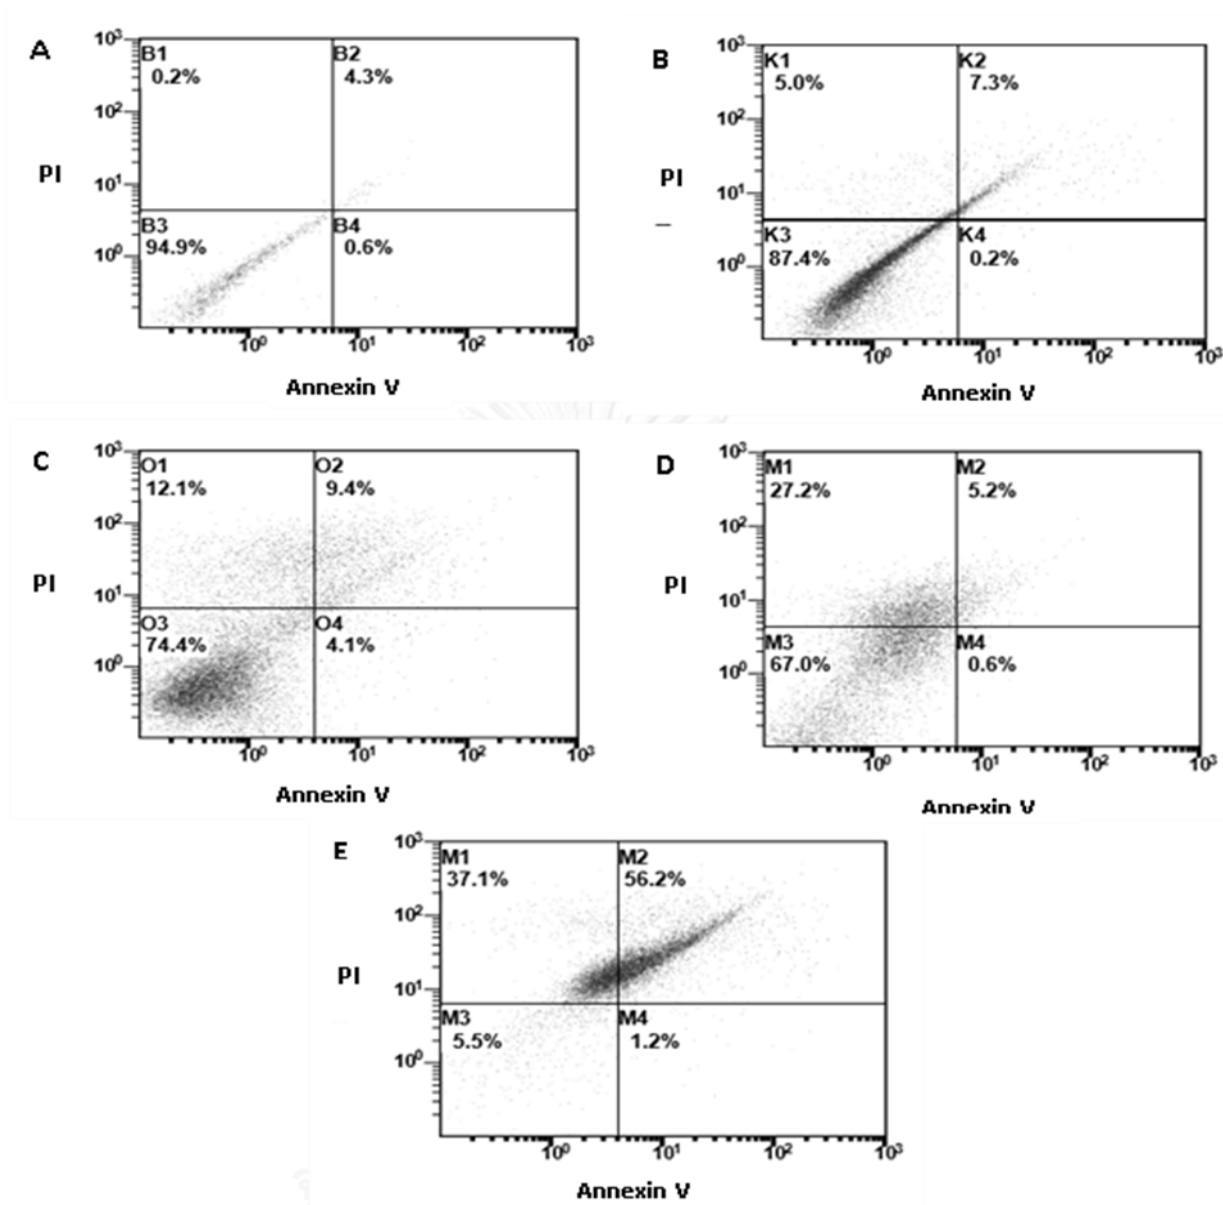 A
10³
B1
0.2%
B2
4.3%
10²
PI
10¹
B3
94.9%
B4
0.6%
10⁰
10⁰ 10¹ 10² 10³
Annexin V
B
10³
K1
5.0%
K2
7.3%
10²
PI
10¹
K3
87.4%
K4
0.2%
10⁰
10⁰ 10¹ 10² 10³
Annexin V
C
10³
O1
12.1%
O2
9.4%
10²
PI
10¹
O3
74.4%
O4
4.1%
10⁰
10⁰ 10¹ 10² 10³
Annexin V
D
10³
M1
27.2%
M2
5.2%
10²
PI
10¹
M3
67.0%
M4
0.6%
10⁰
10⁰ 10¹ 10² 10³
Annexin V
E
10³
M1
37.1%
M2
56.2%
10²
PI
10¹
M3
5.5%
M4
1.2%
10⁰
10⁰ 10¹ 10² 10³
Annexin V